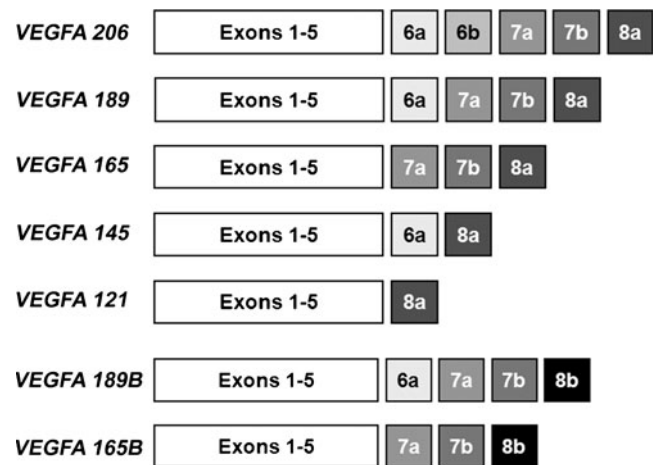 VEGFA 206 Exons 1-5 6a 6b 7a 7b 8a
VEGFA 189 Exons 1-5 6a 7a 7b 8a
VEGFA 165 Exons 1-5 7a 7b 8a
VEGFA 145 Exons 1-5 6a 8a
VEGFA 121 Exons 1-5 8a
VEGFA 189B Exons 1-5 6a 7a 7b 8b
VEGFA 165B Exons 1-5 7a 7b 8b